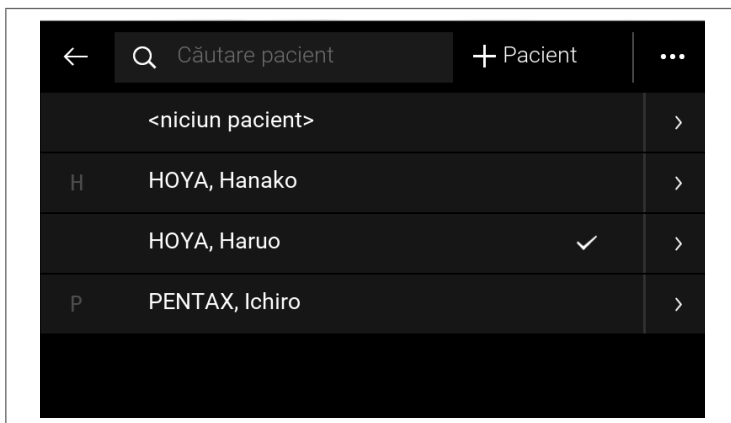 Căutare pacient
Pacient
<niciun pacient>
H HOYA, Hanako
HOYA, Haruo
P PENTAX, Ichiro